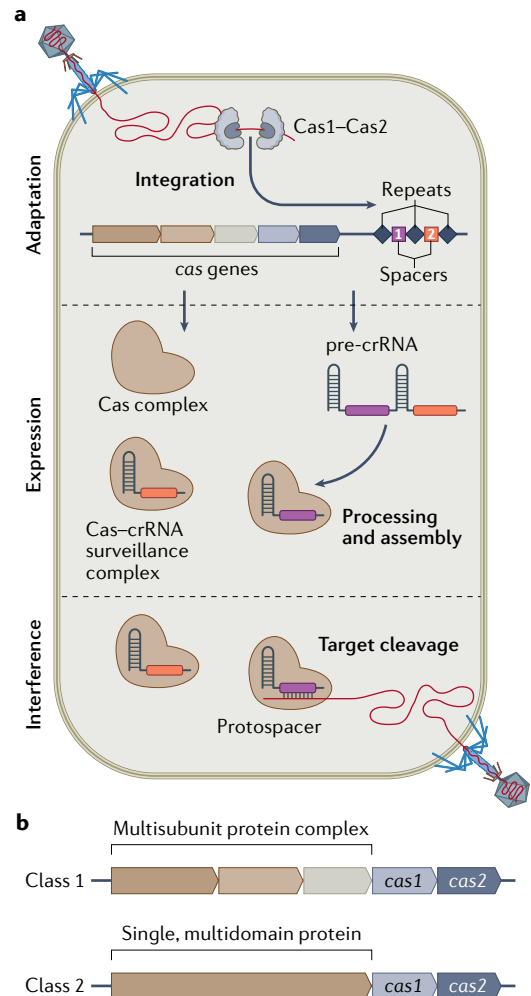 a
Cas1–Cas2
Integration
Repeats
1
2
Spacers
cas genes
Adaptation
pre-crRNA
Cas complex
Expression
Cas–crRNA
surveillance
complex
Processing
and assembly
Interference
Target cleavage
Protospacer
b
Multisubunit protein complex
Class 1
cas1
cas2
Single, multidomain protein
Class 2
cas1
cas2